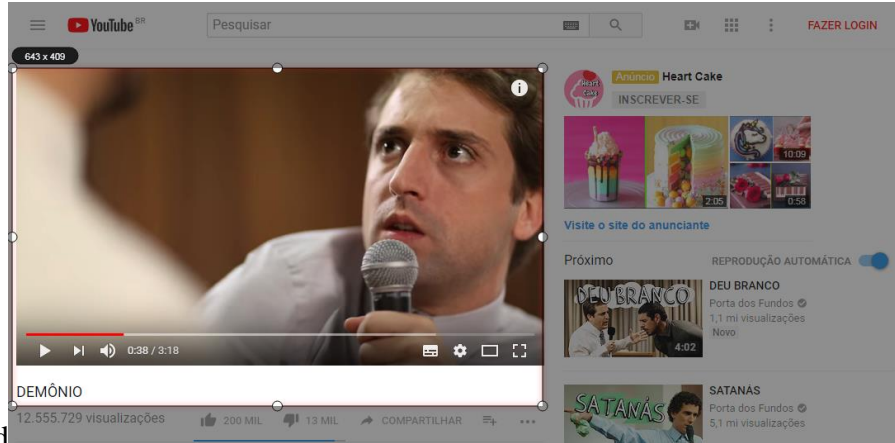 YouTube BR
Pesquisar
FAZER LOGIN
643 x 409
i
0:38 / 3:18
DEMÔNIO
12.555.729 visualizações
200 MIL
13 MIL
COMPARTILHAR
Anúncio Heart Cake
INSCREVER-SE
Heart Cake
2:05
10:09
0:58
Visite o site do anunciante
Próximo
REPRODUÇÃO AUTOMÁTICA
DEU BRANCO
4:02
DEU BRANCO
Porta dos Fundos
1,1 mi visualizações
Novo
SATANÁS
SATANÁS
Porta dos Fundos
5,1 mi visualizações